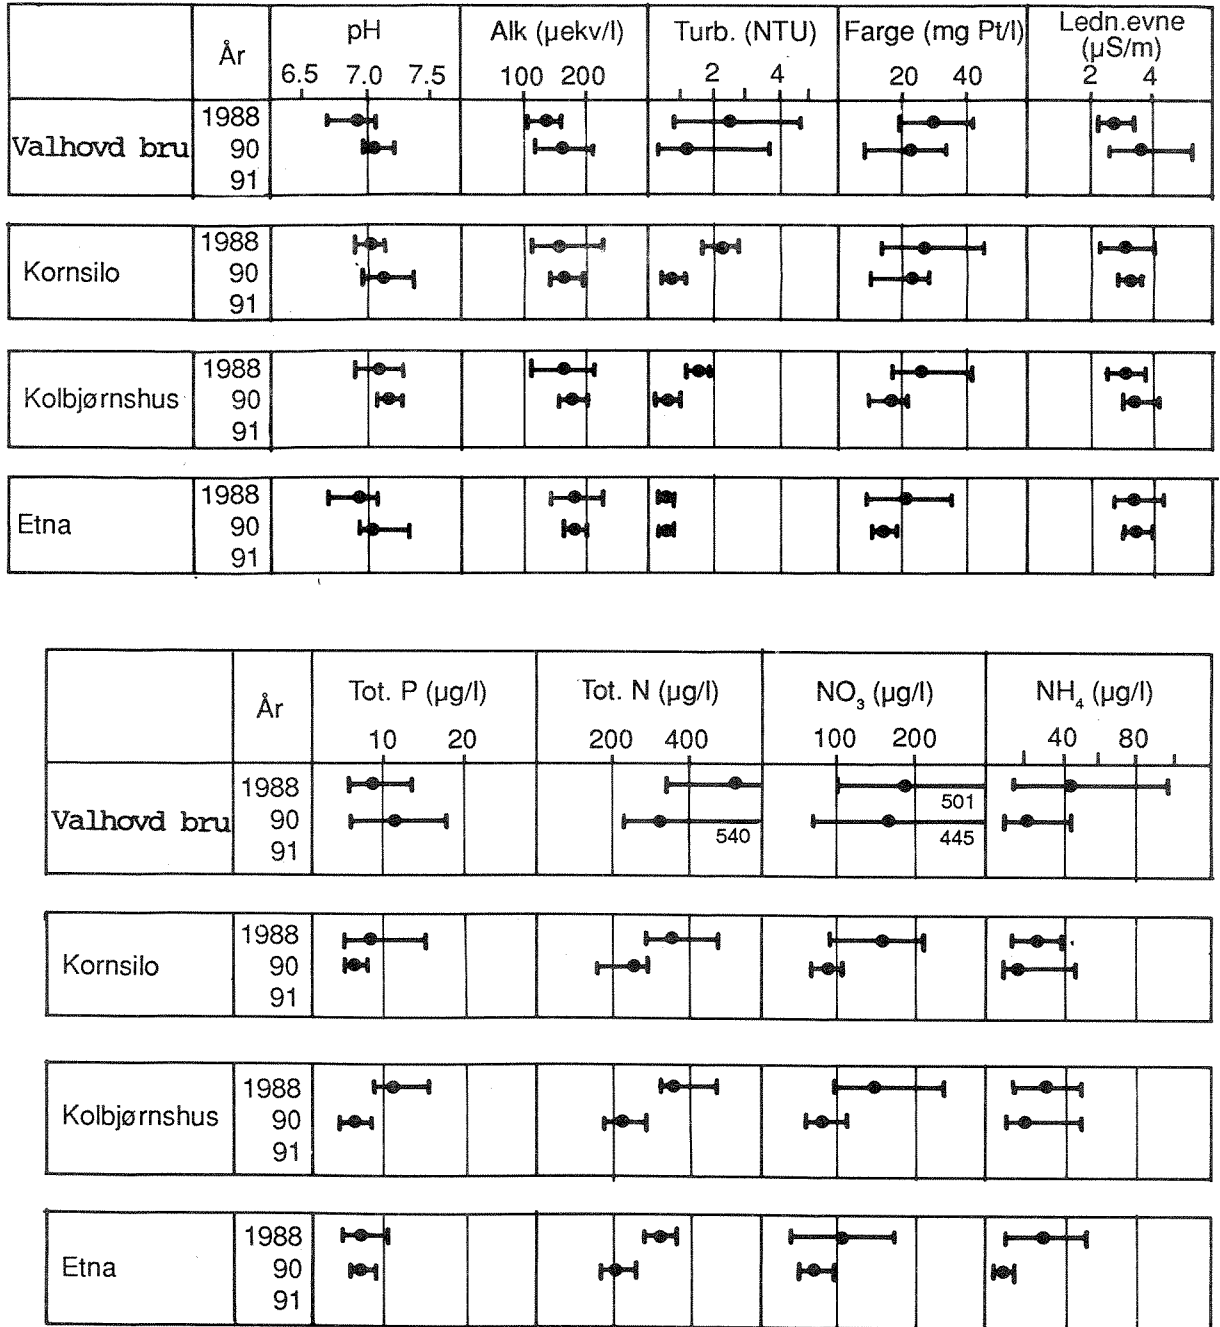 År pH Alk (µekv/l) Turb. (NTU) Farge (mg Pt/l) Ledn.evne (µS/m)
6.5 7.0 7.5 100 200 2 4 20 40 2 4
Valhovd bru 1988
90
91
Kornsilo 1988
90
91
Kolbjørnshus 1988
90
91
Etna 1988
90
91
År Tot. P (µg/l) Tot. N (µg/l) NO₃ (µg/l) NH₄ (µg/l)
10 20 200 400 100 200 40 80
Valhovd bru 1988
501
90
540 445
91
Kornsilo 1988
90
91
Kolbjørnshus 1988
90
91
Etna 1988
90
91